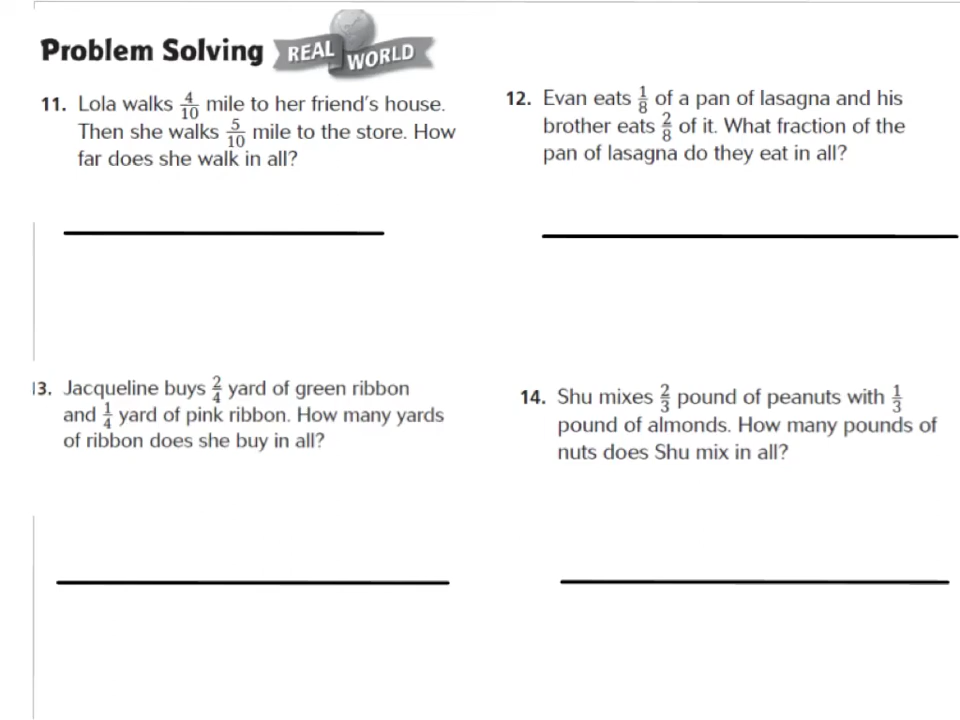 Problem Solving REAL WORLD
11. Lola walks 4/10 mile to her friend's house.
Then she walks 5/10 mile to the store. How
far does she walk in all?
12. Evan eats 1/8 of a pan of lasagna and his
brother eats 2/8 of it. What fraction of the
pan of lasagna do they eat in all?
13. Jacqueline buys 2/4 yard of green ribbon
and 1/4 yard of pink ribbon. How many yards
of ribbon does she buy in all?
14. Shu mixes 2/3 pound of peanuts with 1/3
pound of almonds. How many pounds of
nuts does Shu mix in all?